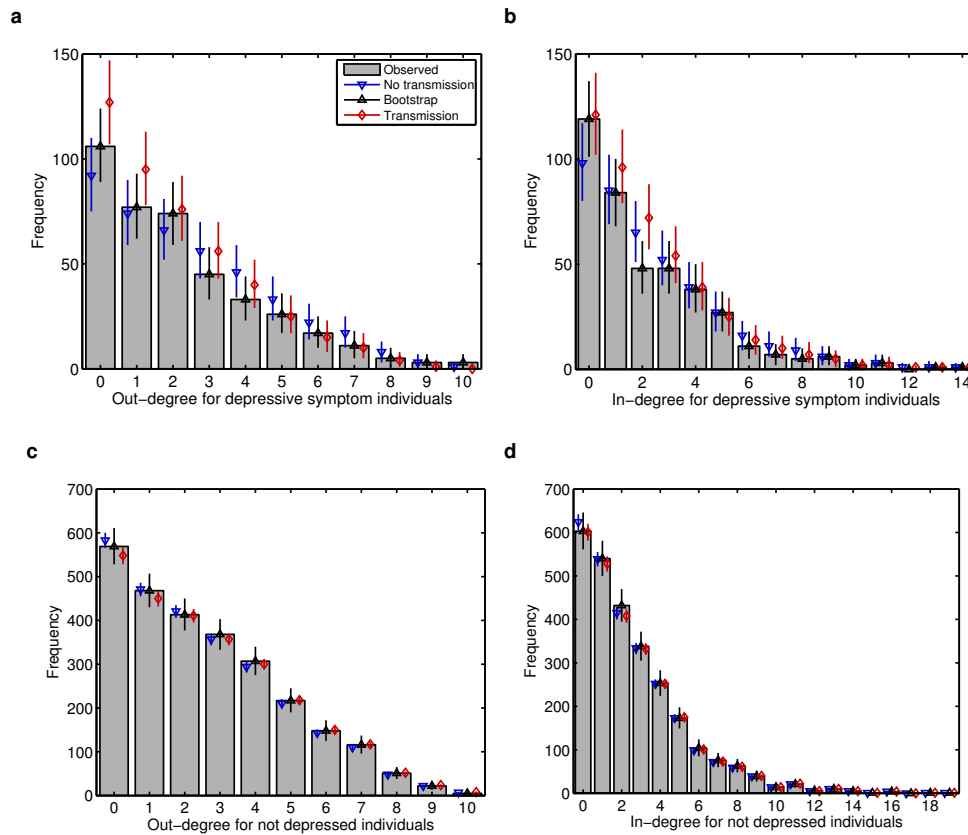 a
150
100
50
0
Frequency
Observed
No transmission
Bootstrap
Transmission
0 1 2 3 4 5 6 7 8 9 10
Out−degree for depressive symptom individuals
b
150
100
50
0
Frequency
0 2 4 6 8 10 12 14
In−degree for depressive symptom individuals
c
700
600
500
400
300
200
100
0
Frequency
0 1 2 3 4 5 6 7 8 9 10
Out−degree for not depressed individuals
d
700
600
500
400
300
200
100
0
Frequency
0 2 4 6 8 10 12 14 16 18
In−degree for not depressed individuals